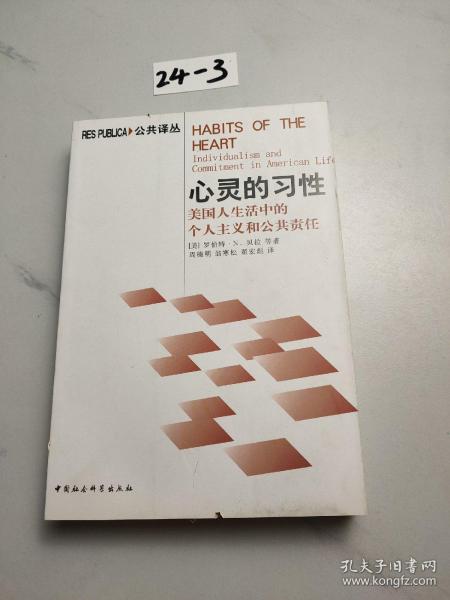 24-3
RES PUBLICA▶公共译丛
HABITS OF THE
HEART
Individualism and
Commitment in American Life
心灵的习性
美国人生活中的
个人主义和公共责任
[美] 罗伯特·N.贝拉 等著
周穗明 翁寒松 翟宏彪 译
中国社会科学出版社
孔夫子旧书网
www.kongfz.com